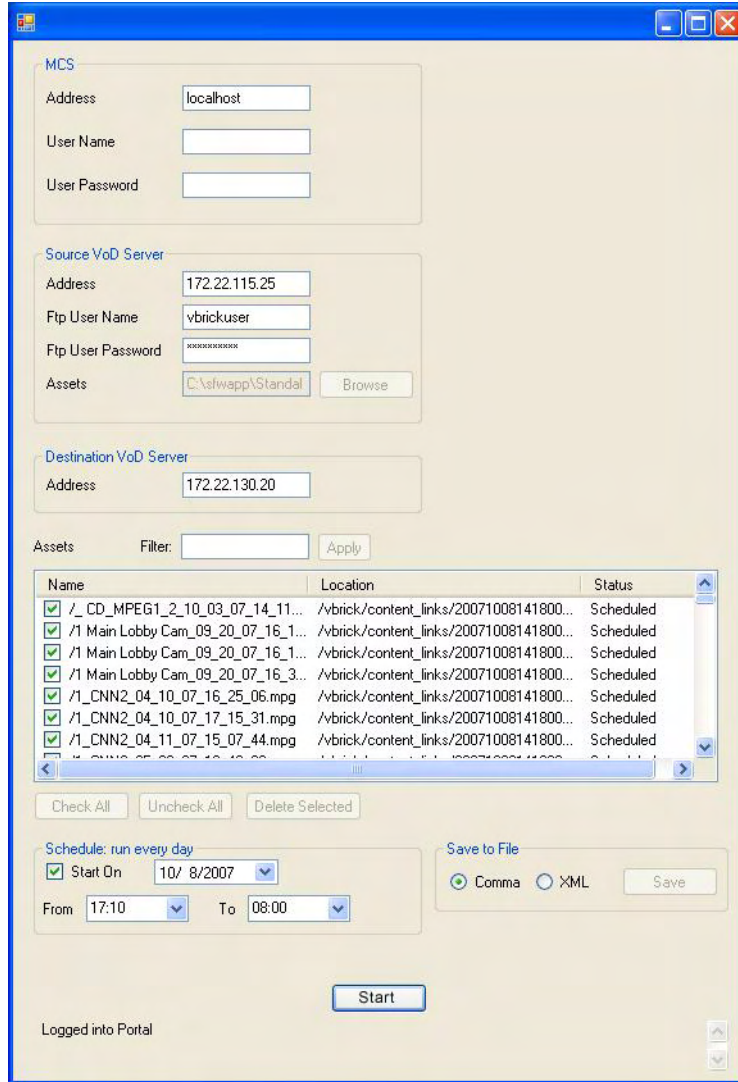 MCS
Address localhost
User Name
User Password
Source VoD Server
Address 172.22.115.25
Ftp User Name vbrickuser
Ftp User Password xxxxxxxxxx
Assets C:\sfwapp\Standal Browse
Destination VoD Server
Address 172.22.130.20
Assets Filter: Apply
Name Location Status
/_ CD_MPEG1_2_10_03_07_14_11... /vbrick/content_links/20071008141800... Scheduled
/1 Main Lobby Cam_09_20_07_16_1... /vbrick/content_links/20071008141800... Scheduled
/1 Main Lobby Cam_09_20_07_16_1... /vbrick/content_links/20071008141800... Scheduled
/1 Main Lobby Cam_09_20_07_16_3... /vbrick/content_links/20071008141800... Scheduled
/1_CNN2_04_10_07_16_25_06.mpg /vbrick/content_links/20071008141800... Scheduled
/1_CNN2_04_10_07_17_15_31.mpg /vbrick/content_links/20071008141800... Scheduled
/1_CNN2_04_11_07_15_07_44.mpg /vbrick/content_links/20071008141800... Scheduled
Check All Uncheck All Delete Selected
Schedule: run every day
Start On 10/ 8/2007
From 17:10 To 08:00
Save to File
Comma XML Save
Start
Logged into Portal